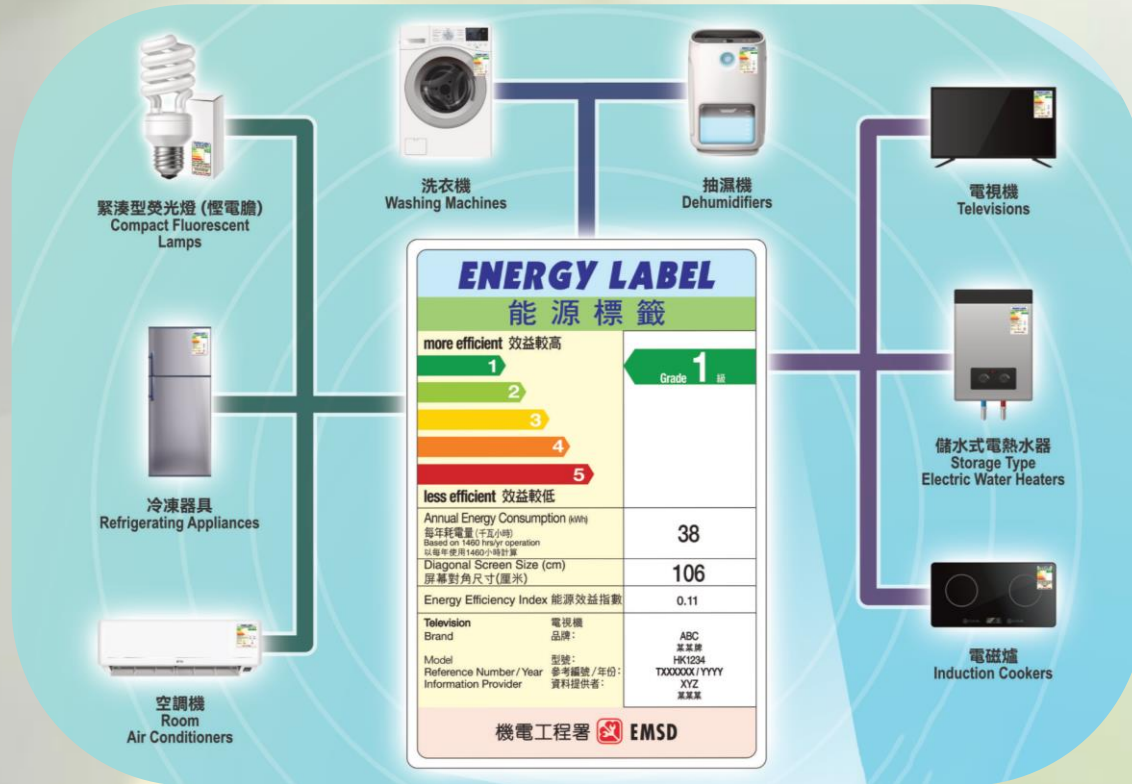 洗衣機
Washing Machines
抽濕機
Dehumidifiers
緊湊型熒光燈 (慳電膽)
Compact Fluorescent
Lamps
電視機
Televisions
冷凍器具
Refrigerating Appliances
儲水式電熱水器
Storage Type
Electric Water Heaters
空調機
Room
Air Conditioners
電磁爐
Induction Cookers
ENERGY LABEL
能源標籤
more efficient 效益較高
1
2
3
4
5
less efficient 效益較低
Grade 1 級
Annual Energy Consumption (kWh)
每年耗電量 (千瓦小時)
Based on 1460 hrs/yr operation
以每年使用1460小時計算
38
Diagonal Screen Size (cm)
屏幕對角尺寸(厘米)
106
Energy Efficiency Index 能源效益指數
0.11
Television 電視機
Brand 品牌: ABC
某某牌
Model 型號: HK1234
Reference Number / Year 參考編號 / 年份: TXXXXXX / YYYY
Information Provider 資料提供者: XYZ
某某某
機電工程署 EMSD